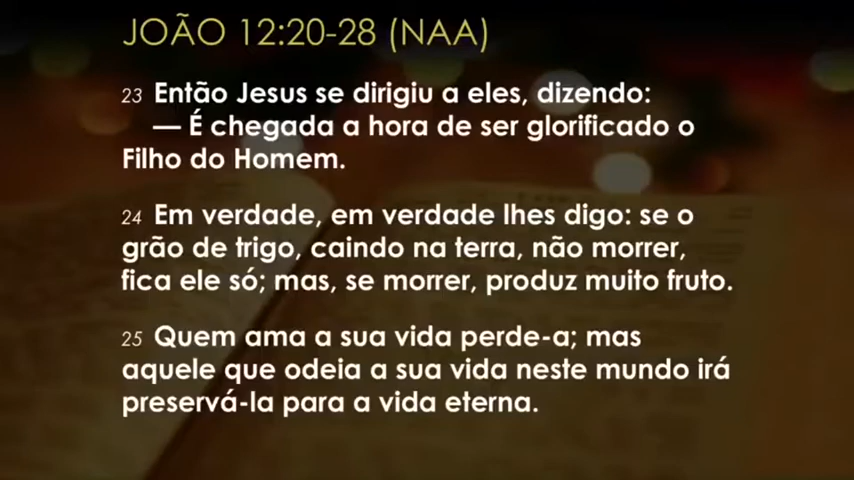 JOÃO 12:20-28 (NAA)
23 Então Jesus se dirigiu a eles, dizendo:
— É chegada a hora de ser glorificado o
Filho do Homem.
24 Em verdade, em verdade lhes digo: se o
grão de trigo, caindo na terra, não morrer,
fica ele só; mas, se morrer, produz muito fruto.
25 Quem ama a sua vida perde-a; mas
aquele que odeia a sua vida neste mundo irá
preservá-la para a vida eterna.